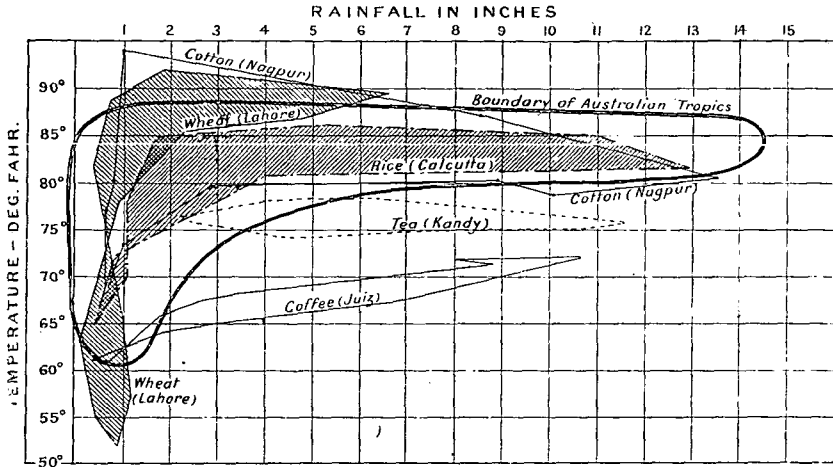 RAINFALL IN INCHES
1 2 3 4 5 6 7 8 9 10 11 12 13 14 15
TEMPERATURE – DEG. FAHR.
90°
85°
80°
75°
70°
65°
60°
55°
50°
Cotton (Nagpur)
Boundary of Australian Tropics
Wheat (Lahore)
Rice (Calcutta)
Cotton (Nagpur)
Tea (Kandy)
Coffee (Juiz)
Wheat
(Lahore)